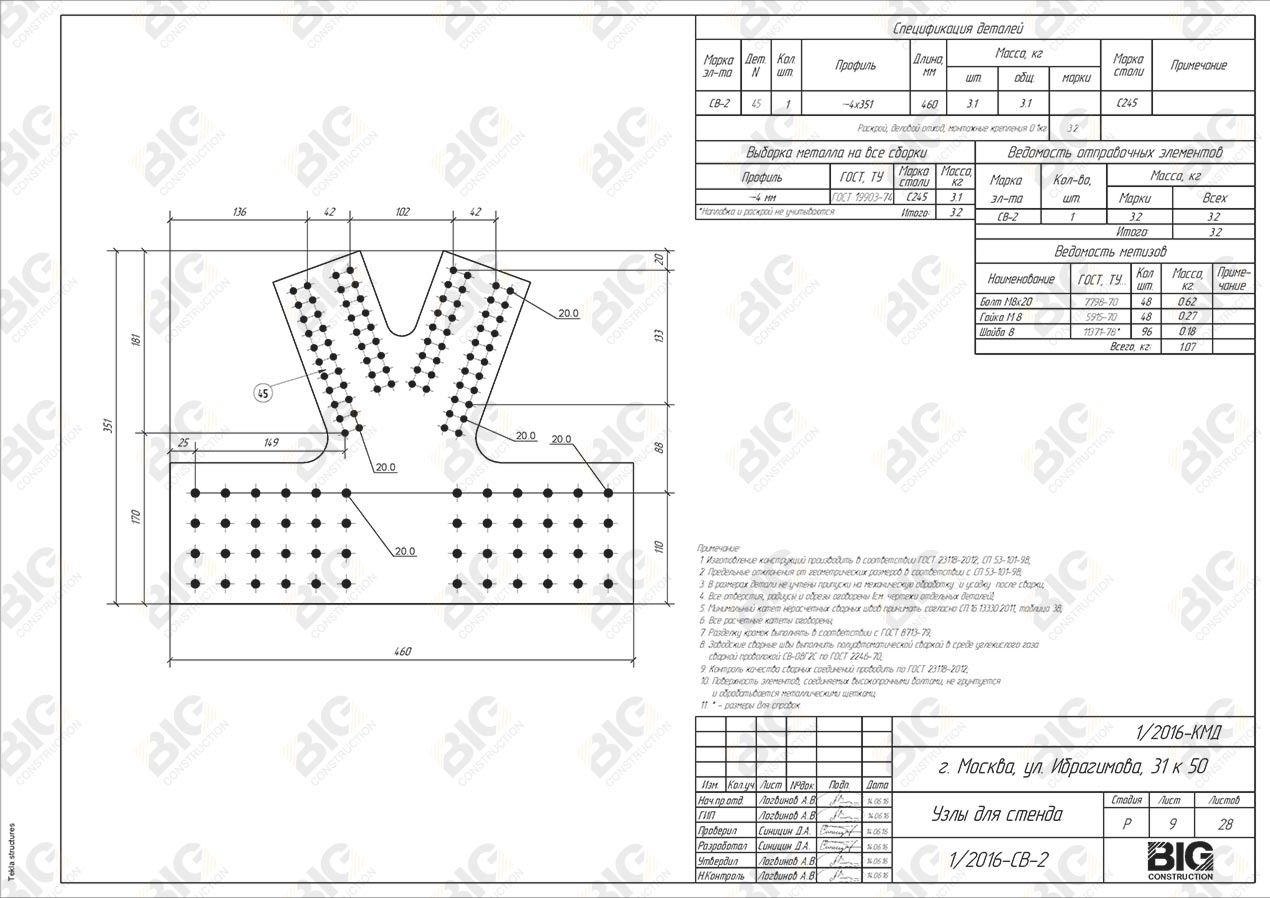 Спецификация деталей
Марка эл-та Дет. N Кол. шт. Профиль Длина, мм Масса, кг Марка стали Примечание
шт. общ. марки
СВ-2 45 1 —4x351 460 3.1 3.1 С245
Раскрой, деловой отход, монтажные крепления 0.1кг 3.2
Выборка металла на все сборки
Профиль ГОСТ, ТУ Марка стали Масса, кг
—4 мм ГОСТ 19903-74 С245 3.1
*Наплавка и раскрой не учитываются Итого: 3.2
Ведомость отправочных элементов
Марка эл-та Кол-во, шт. Масса, кг
Марки Всех
СВ-2 1 3.2 3.2
Итого: 3.2
Ведомость метизов
Наименование ГОСТ, ТУ... Кол шт. Масса, кг Приме-чание
Болт М8x20 7798-70 48 0.62
Гайка М 8 5915-70 48 0.27
Шайба 8 11371-78* 96 0.18
Всего, кг: 1.07
136 42 102 42
20
133
88
110
351
181
170
25 149
460
45
20.0
20.0
20.0
20.0
20.0
Примечание:
1. Изготовление конструкций производить в соответствии ГОСТ 23118-2012, СП 53-101-98;
2. Предельные отклонения от геометрических размеров в соответствии с СП 53-101-98;
3. В размерах детали не учтены припуски на механическую обработку и усадку после сварки;
4. Все отверстия, радиусы и обрезы оговорены (см. чертежи отдельных деталей);
5. Минимальный катет нерасчетных сварных швов принимать согласно СП 16.13330.2011, таблица 38;
6. Все расчетные катеты оговорены;
7. Разделку кромок выполнять в соответствии с ГОСТ 8713-79;
8. Заводские сварные швы выполнить полуавтоматической сваркой в среде углекислого газа
сварной проволокой СВ-08Г2С по ГОСТ 2246-70;
9. Контроль качества сварных соединений проводить по ГОСТ 23118-2012;
10. Поверхность элементов, соединяемых высокопрочными болтами, не грунтуется
и обрабатывается металлическими щетками;
11. * - размеры для справок
1/2016-КМД
г. Москва, ул. Ибрагимова, 31 к 50
Изм. Кол.уч Лист №док. Подп. Дата
Нач.пр.отд. Логвинов А.В. 14.06.16
ГИП Логвинов А.В. 14.06.16
Проверил Синицин Д.А. 14.06.16
Разработал Синицин Д.А. 14.06.16
Утвердил Логвинов А.В. 14.06.16
Н.Контроль Логвинов А.В. 14.06.16
Узлы для стенда
Стадия Лист Листов
Р 9 28
1/2016-СВ-2
BIG
CONSTRUCTION
Tekla structures